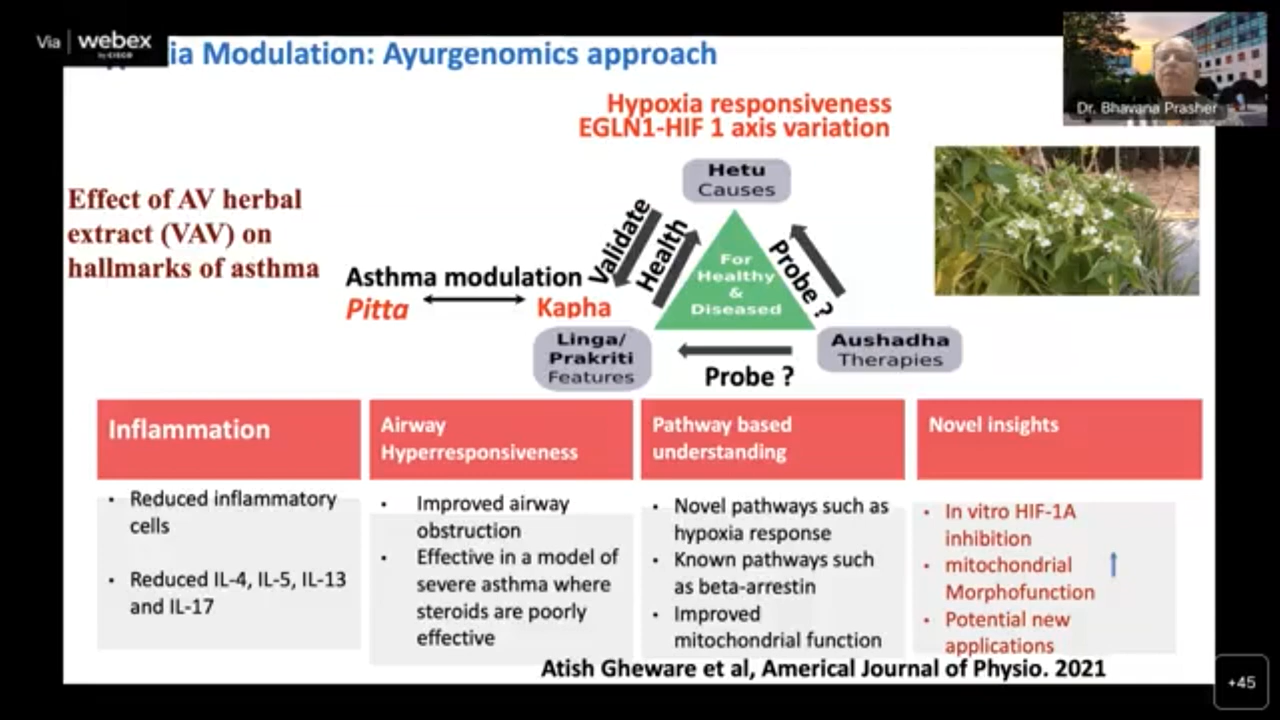 Via webex
by CISCO
ia Modulation: Ayurgenomics approach
Dr. Bhavana Prasher
Hypoxia responsiveness
EGLN1-HIF 1 axis variation
Hetu
Causes
Effect of AV herbal
extract (VAV) on
hallmarks of asthma
Validate
Health
Probe ?
For
Healthy
&
Diseased
Asthma modulation
Pitta
Kapha
Linga/
Prakriti
Features
Aushadha
Therapies
Probe ?
Inflammation
• Reduced inflammatory
cells
• Reduced IL-4, IL-5, IL-13
and IL-17
Airway
Hyperresponsiveness
• Improved airway
obstruction
• Effective in a model of
severe asthma where
steroids are poorly
effective
Pathway based
understanding
• Novel pathways such as
hypoxia response
• Known pathways such
as beta-arrestin
• Improved
mitochondrial function
Novel insights
• In vitro HIF-1A
inhibition
• mitochondrial
Morphofunction
• Potential new
applications
Atish Gheware et al, Americal Journal of Physio. 2021
+45